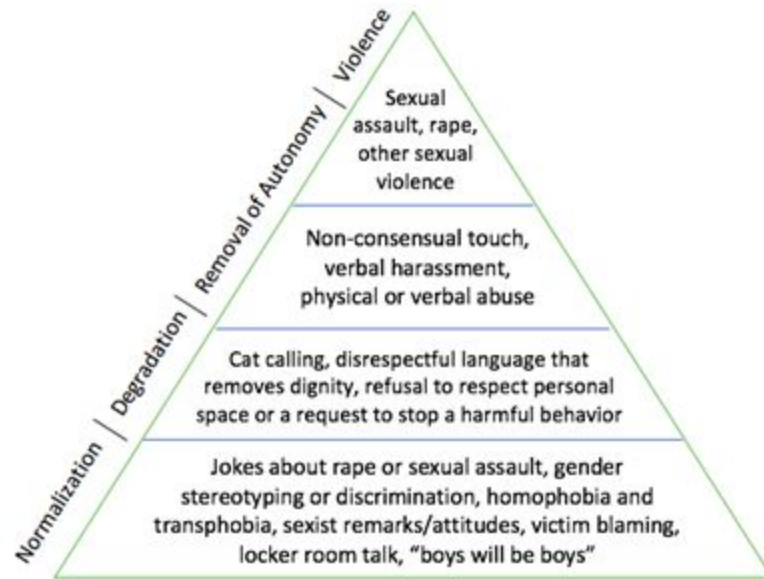 Violence
Sexual
assault, rape,
other sexual
violence
Removal of Autonomy
Non-consensual touch,
verbal harassment,
physical or verbal abuse
Degradation
Cat calling, disrespectful language that
removes dignity, refusal to respect personal
space or a request to stop a harmful behavior
Normalization
Jokes about rape or sexual assault, gender
stereotyping or discrimination, homophobia and
transphobia, sexist remarks/attitudes, victim blaming,
locker room talk, “boys will be boys”